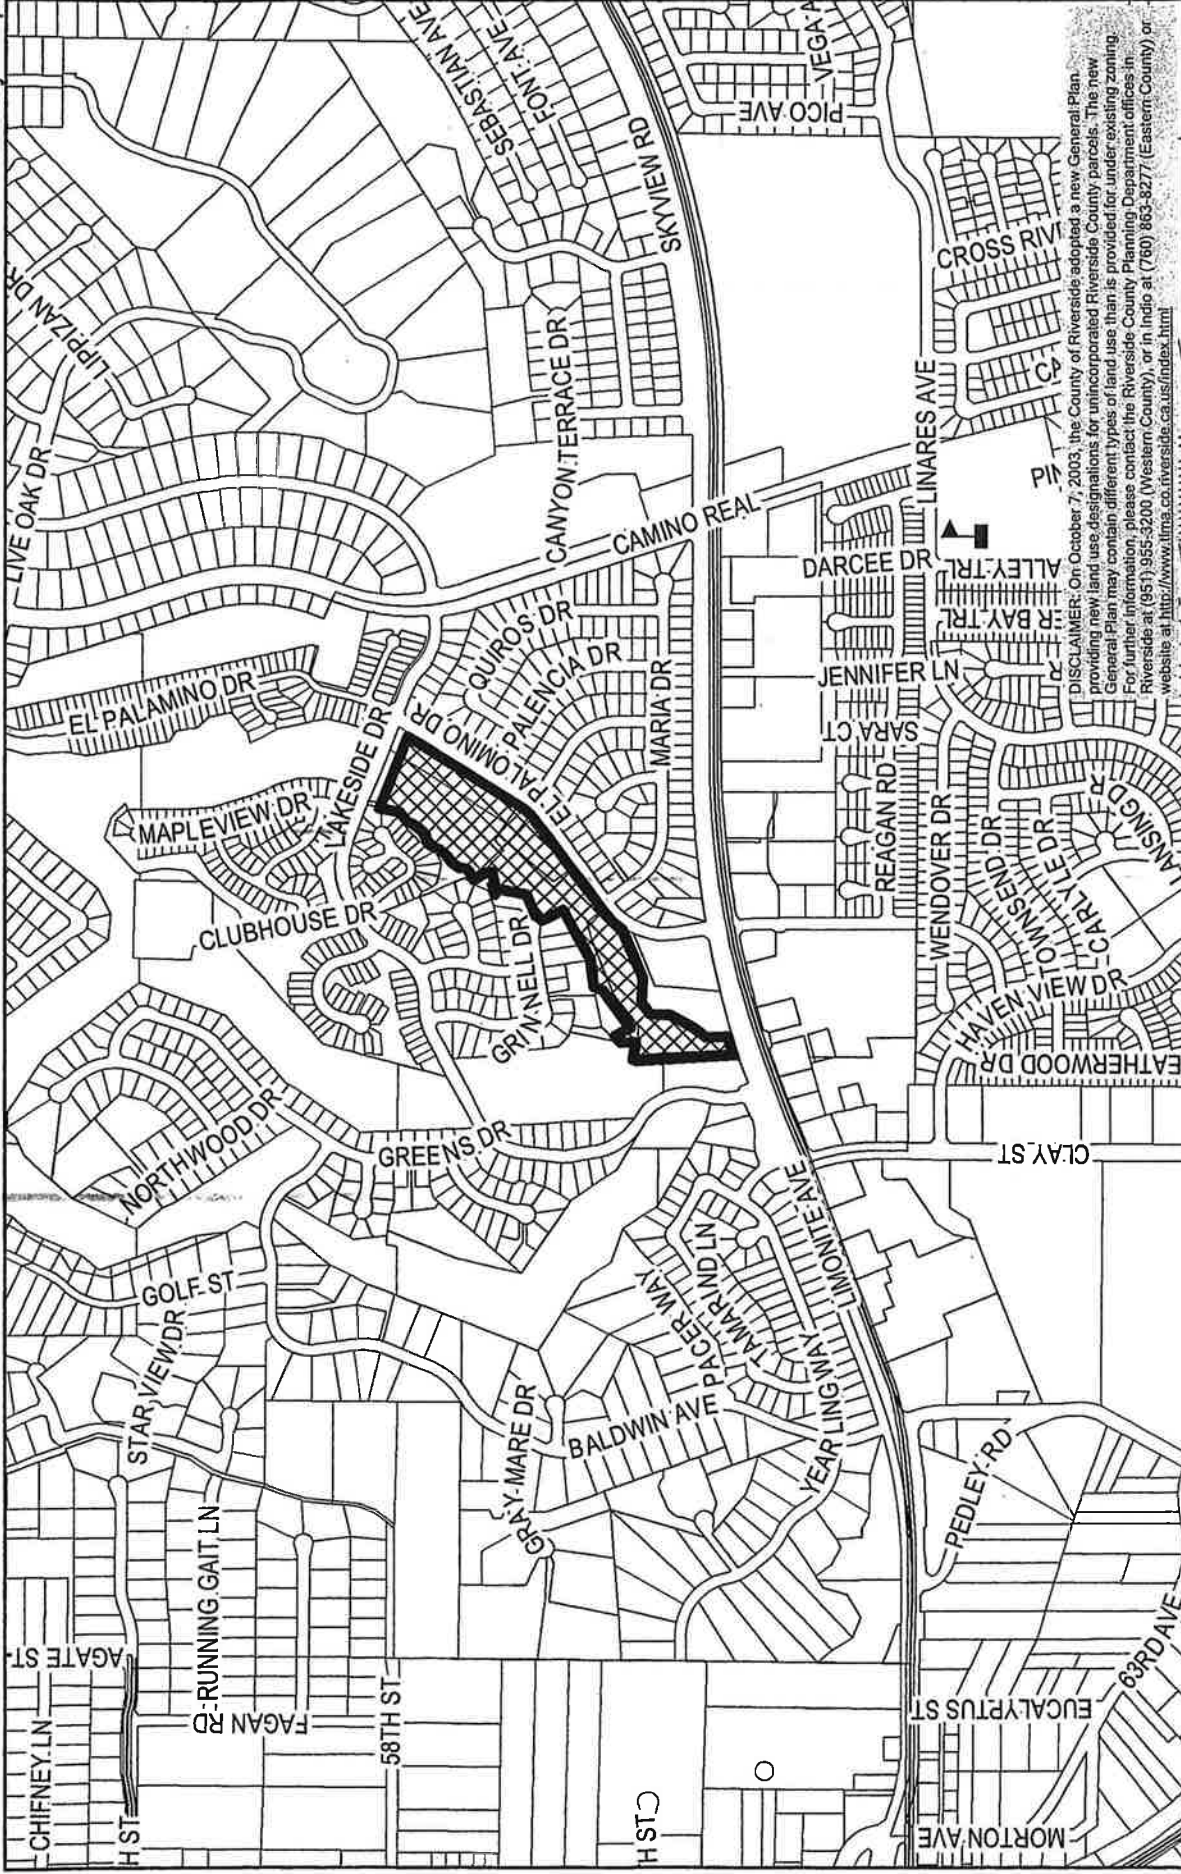 CHIFNEY LN
AGATE ST
H ST
RUNNING GAIT LN
FAGAN RD
58TH ST
H ST
STAR VIEW DR
GOLF ST
NORTHWOOD DR
GREENS DR
GRAY MARE DR
BALDWIN AVE
PACER WAY
TAMARIND LN
YEARLING WAY
LIMONITE AVE
CLUBHOUSE DR
MAPLEVIEW DR
LAKESIDE DR
GRINNELL DR
EL PALAMINO DR
EL PALOMINO DR
QUIROS DR
PALENCIA DR
MARIA DR
LIVE OAK DR
LIPPIZAN DR
CANYON TERRACE DR
CAMINO REAL
SEBASTIAN AVE
FONT AVE
SKYVIEW RD
PICO AVE
VEGA A
CROSS RIV
CA
LINARES AVE
PIN
DARCEE DR
ALLEY TRL
ER BAY TRL
JENNIFER LN
R
SARA CT
REAGAN RD
WENDOVER DR
TOWNSEND DR
CARLYLE DR
LANSING DR
HAVEN VIEW DR
EATHERWOOD DR
CLAY ST
PEDLEY RD
63RD AVE
EUCALYPTUS ST
MORTON AVE
DISCLAIMER: On October 7, 2003, the County of Riverside adopted a new General Plan
providing new land use designations for unincorporated Riverside County parcels. The new
General Plan may contain different types of land use than is provided for under existing zoning.
For further information, please contact the Riverside County Planning Department offices in
Riverside at (951) 955-3200 (Western County), or in Indio at (760) 863-8277 (Eastern County) or
website at http://www.tlma.co.riverside.ca.us/index.html